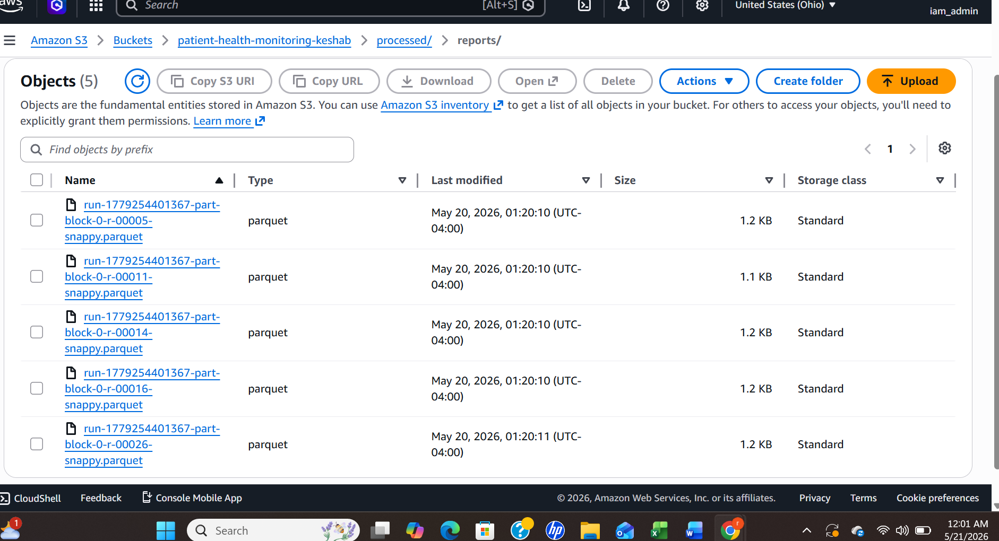 aws
Search
[Alt+S]
United States (Ohio)
iam_admin
Amazon S3
Buckets
patient-health-monitoring-keshab
processed/
reports/
Objects (5)
Copy S3 URI
Copy URL
Download
Open
Delete
Actions
Create folder
Upload
Objects are the fundamental entities stored in Amazon S3. You can use Amazon S3 inventory to get a list of all objects in your bucket. For others to access your objects, you'll need to
explicitly grant them permissions. Learn more
Find objects by prefix
1
Name
Type
Last modified
Size
Storage class
run-1779254401367-part-
block-0-r-00005-
snappy.parquet
parquet
May 20, 2026, 01:20:10 (UTC-
04:00)
1.2 KB
Standard
run-1779254401367-part-
block-0-r-00011-
snappy.parquet
parquet
May 20, 2026, 01:20:10 (UTC-
04:00)
1.1 KB
Standard
run-1779254401367-part-
block-0-r-00014-
snappy.parquet
parquet
May 20, 2026, 01:20:10 (UTC-
04:00)
1.2 KB
Standard
run-1779254401367-part-
block-0-r-00016-
snappy.parquet
parquet
May 20, 2026, 01:20:10 (UTC-
04:00)
1.2 KB
Standard
run-1779254401367-part-
block-0-r-00026-
snappy.parquet
parquet
May 20, 2026, 01:20:11 (UTC-
04:00)
1.2 KB
Standard
CloudShell
Feedback
Console Mobile App
© 2026, Amazon Web Services, Inc. or its affiliates.
Privacy
Terms
Cookie preferences
1
Search
hp
r
12:01 AM
5/21/2026